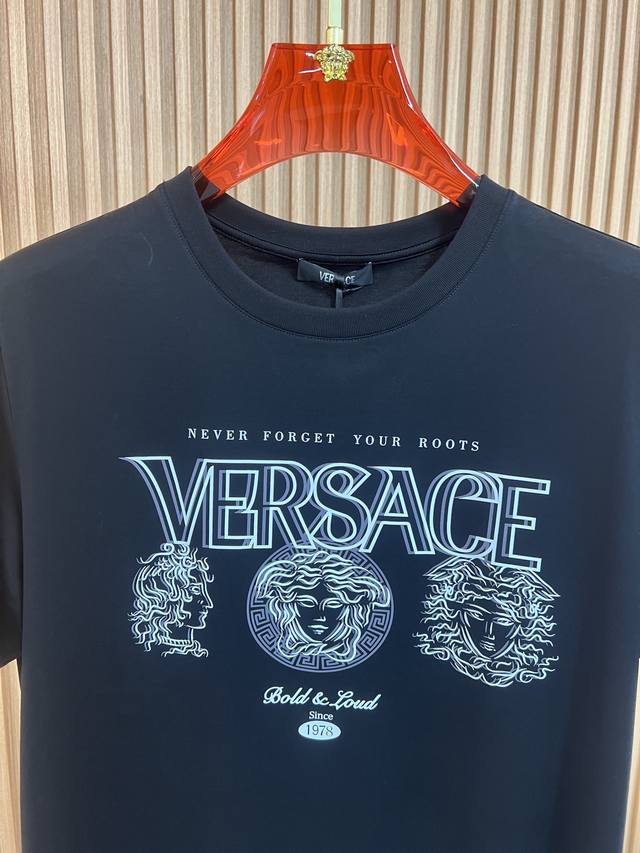 VERSACE
NEVER FORGET YOUR ROOTS
VERSACE
Bold & Loud
Since
1978